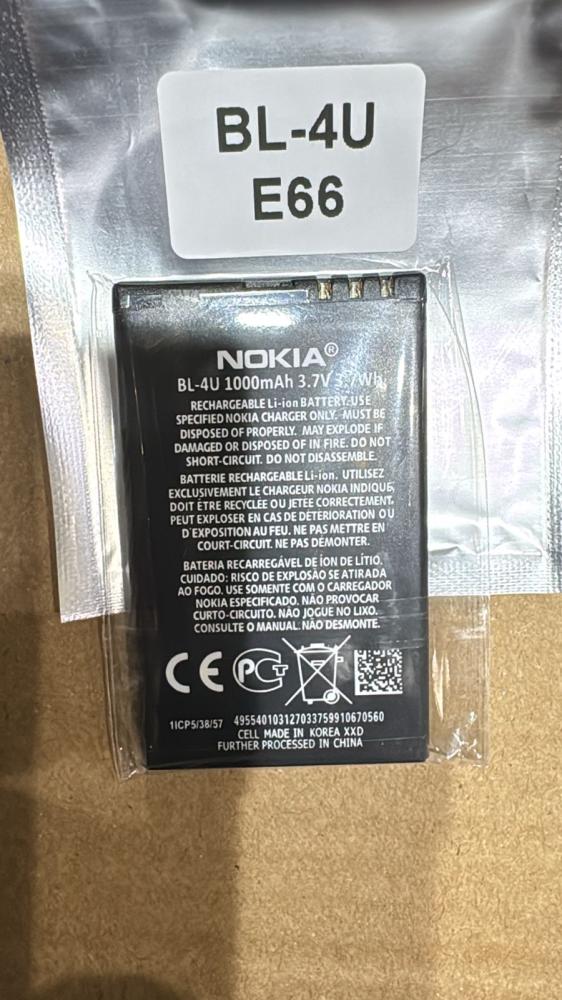 BL-4U
E66
NOKIA®
BL-4U 1000mAh 3.7V 3.7Wh
RECHARGEABLE Li-ion BATTERY-USE
SPECIFIED NOKIA CHARGER ONLY. MUST BE
DISPOSED OF PROPERLY. MAY EXPLODE IF
DAMAGED OR DISPOSED OF IN FIRE. DO NOT
SHORT-CIRCUIT. DO NOT DISASSEMBLE.
BATTERIE RECHARGEABLE Li-ion. UTILISEZ
EXCLUSIVEMENT LE CHARGEUR NOKIA INDIQUÉ,
DOIT ÊTRE RECYCLÉE OU JETÉE CORRECTEMENT.
PEUT EXPLOSER EN CAS DE DÉTÉRIORATION OU
D'EXPOSITION AU FEU. NE PAS METTRE EN
COURT-CIRCUIT. NE PAS DÉMONTER.
BATERIA RECARREGÁVEL DE ION DE LÍTIO.
CUIDADO: RISCO DE EXPLOSÃO SE ATIRADA
AO FOGO. USE SOMENTE COM O CARREGADOR
NOKIA ESPECIFICADO. NÃO PROVOCAR
CURTO-CIRCUITO. NÃO JOGUE NO LIXO.
CONSULTE O MANUAL. NÃO DESMONTE.
CE PCT
1ICP5/38/57 495540103127033759910670560
CELL MADE IN KOREA XXD
FURTHER PROCESSED IN CHINA